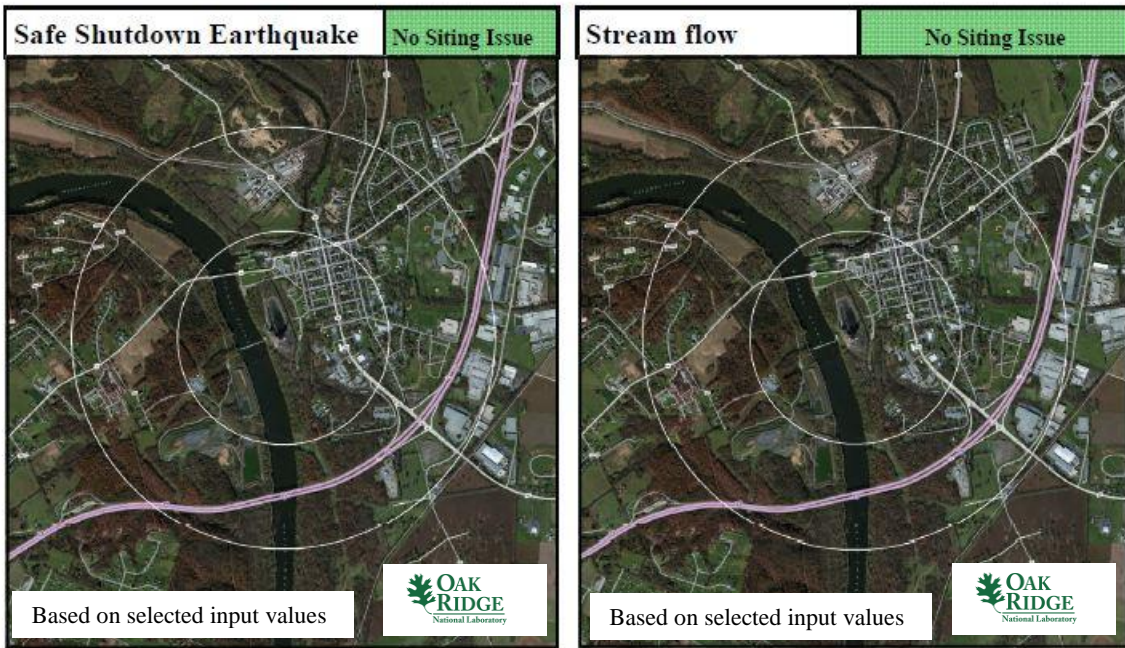 Safe Shutdown Earthquake
No Siting Issue
Based on selected input values
OAK
RIDGE
National Laboratory
Stream flow
No Siting Issue
Based on selected input values
OAK
RIDGE
National Laboratory